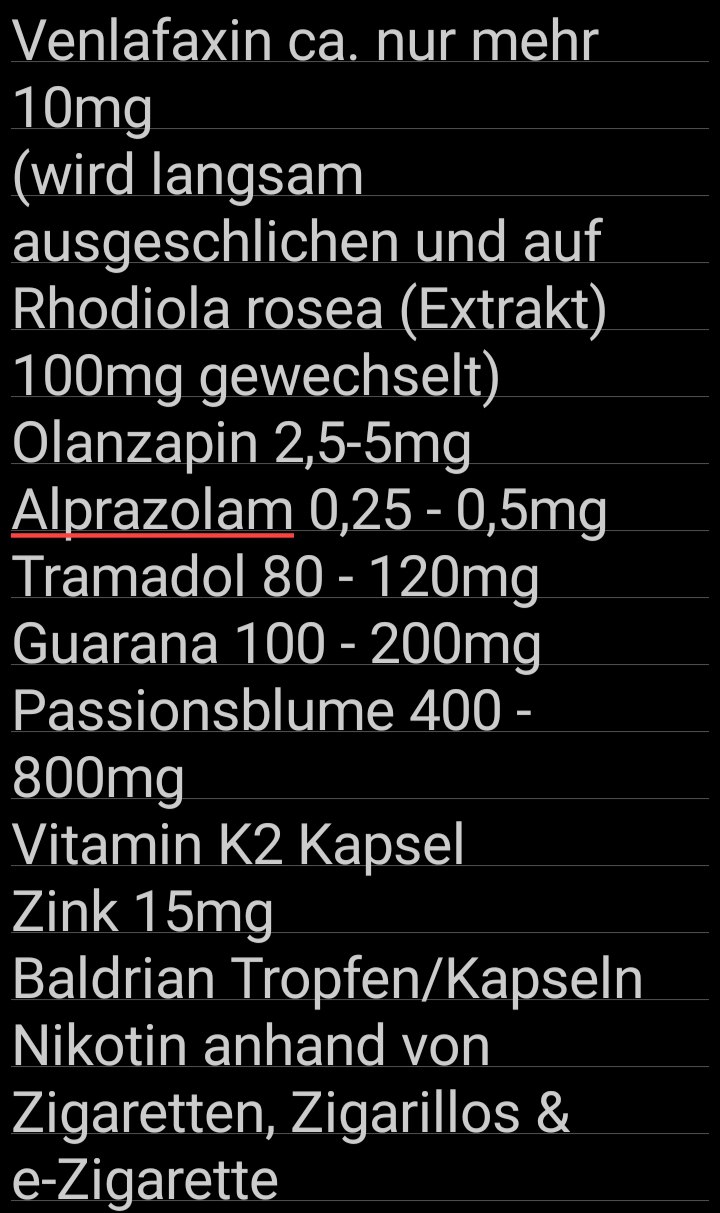 Venlafaxin ca. nur mehr
10mg
(wird langsam
ausgeschlichen und auf
Rhodiola rosea (Extrakt)
100mg gewechselt)
Olanzapin 2,5-5mg
Alprazolam 0,25 - 0,5mg
Tramadol 80 - 120mg
Guarana 100 - 200mg
Passionsblume 400 -
800mg
Vitamin K2 Kapsel
Zink 15mg
Baldrian Tropfen/Kapseln
Nikotin anhand von
Zigaretten, Zigarillos &
e-Zigarette